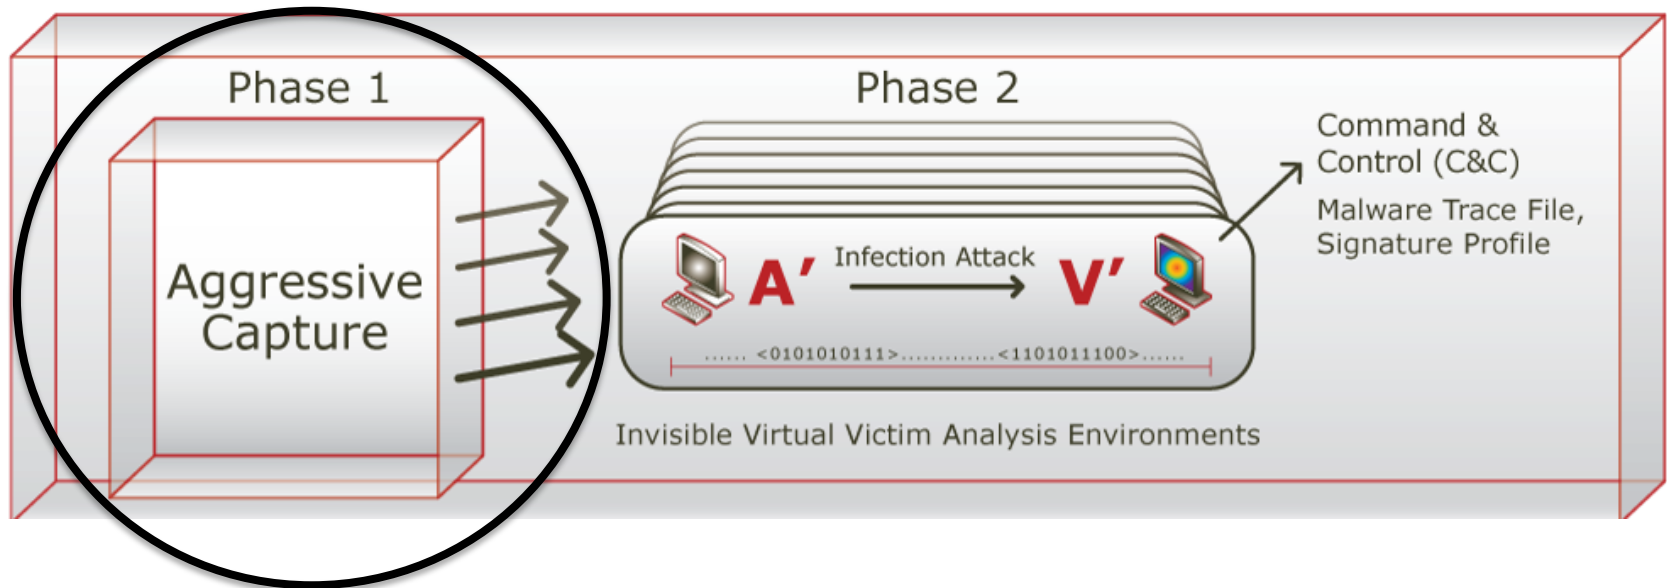 Phase 1
Aggressive
Capture
Phase 2
A′
Infection Attack
V′
...... <0101010111>.............<1101011100>......
Invisible Virtual Victim Analysis Environments
Command &
Control (C&C)
Malware Trace File,
Signature Profile